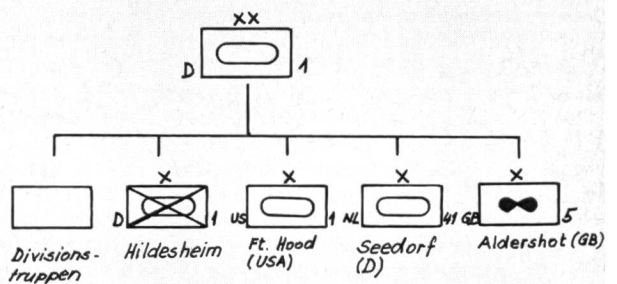 XX
D 1
X X X X
D 1 US 1 NL 41 GB 5
Divisions- Hildesheim Ft. Hood Seedorf Aldershot (GB)
truppen (USA) (D)